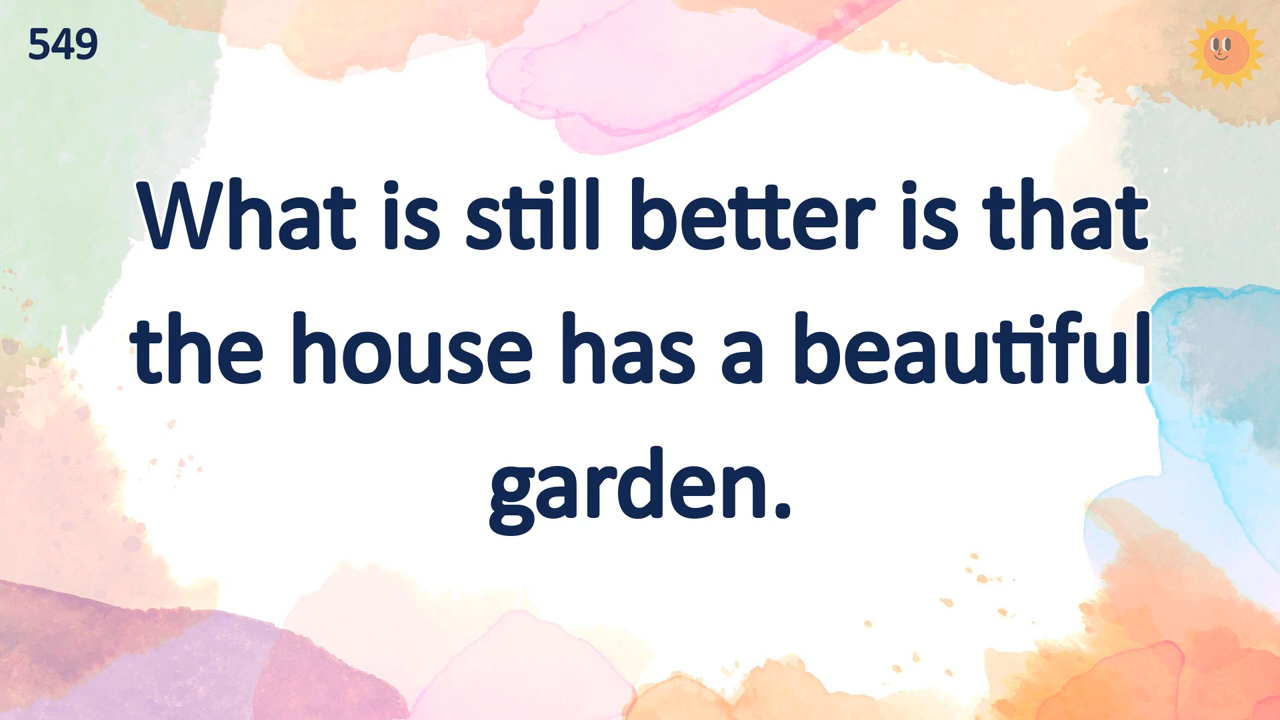 549
What is still better is that
the house has a beautiful
garden.